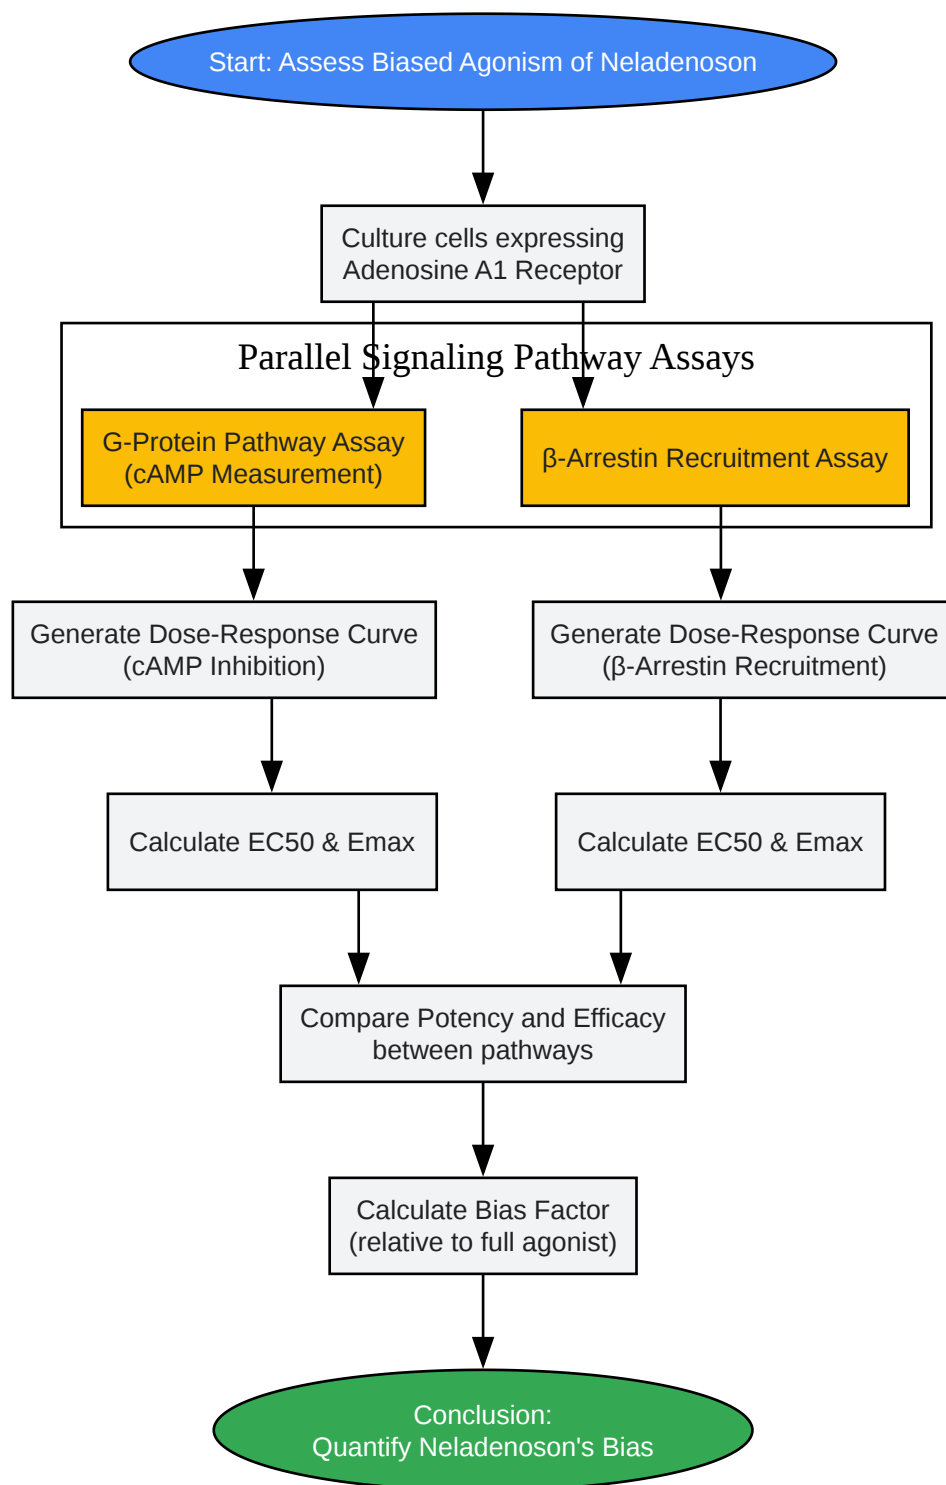 Start: Assess Biased Agonism of Neladenoson
Culture cells expressing
Adenosine A1 Receptor
Parallel Signaling Pathway Assays
G-Protein Pathway Assay
(cAMP Measurement)
β-Arrestin Recruitment Assay
Generate Dose-Response Curve
(cAMP Inhibition)
Generate Dose-Response Curve
(β-Arrestin Recruitment)
Calculate EC50 & Emax
Calculate EC50 & Emax
Compare Potency and Efficacy
between pathways
Calculate Bias Factor
(relative to full agonist)
Conclusion:
Quantify Neladenoson's Bias